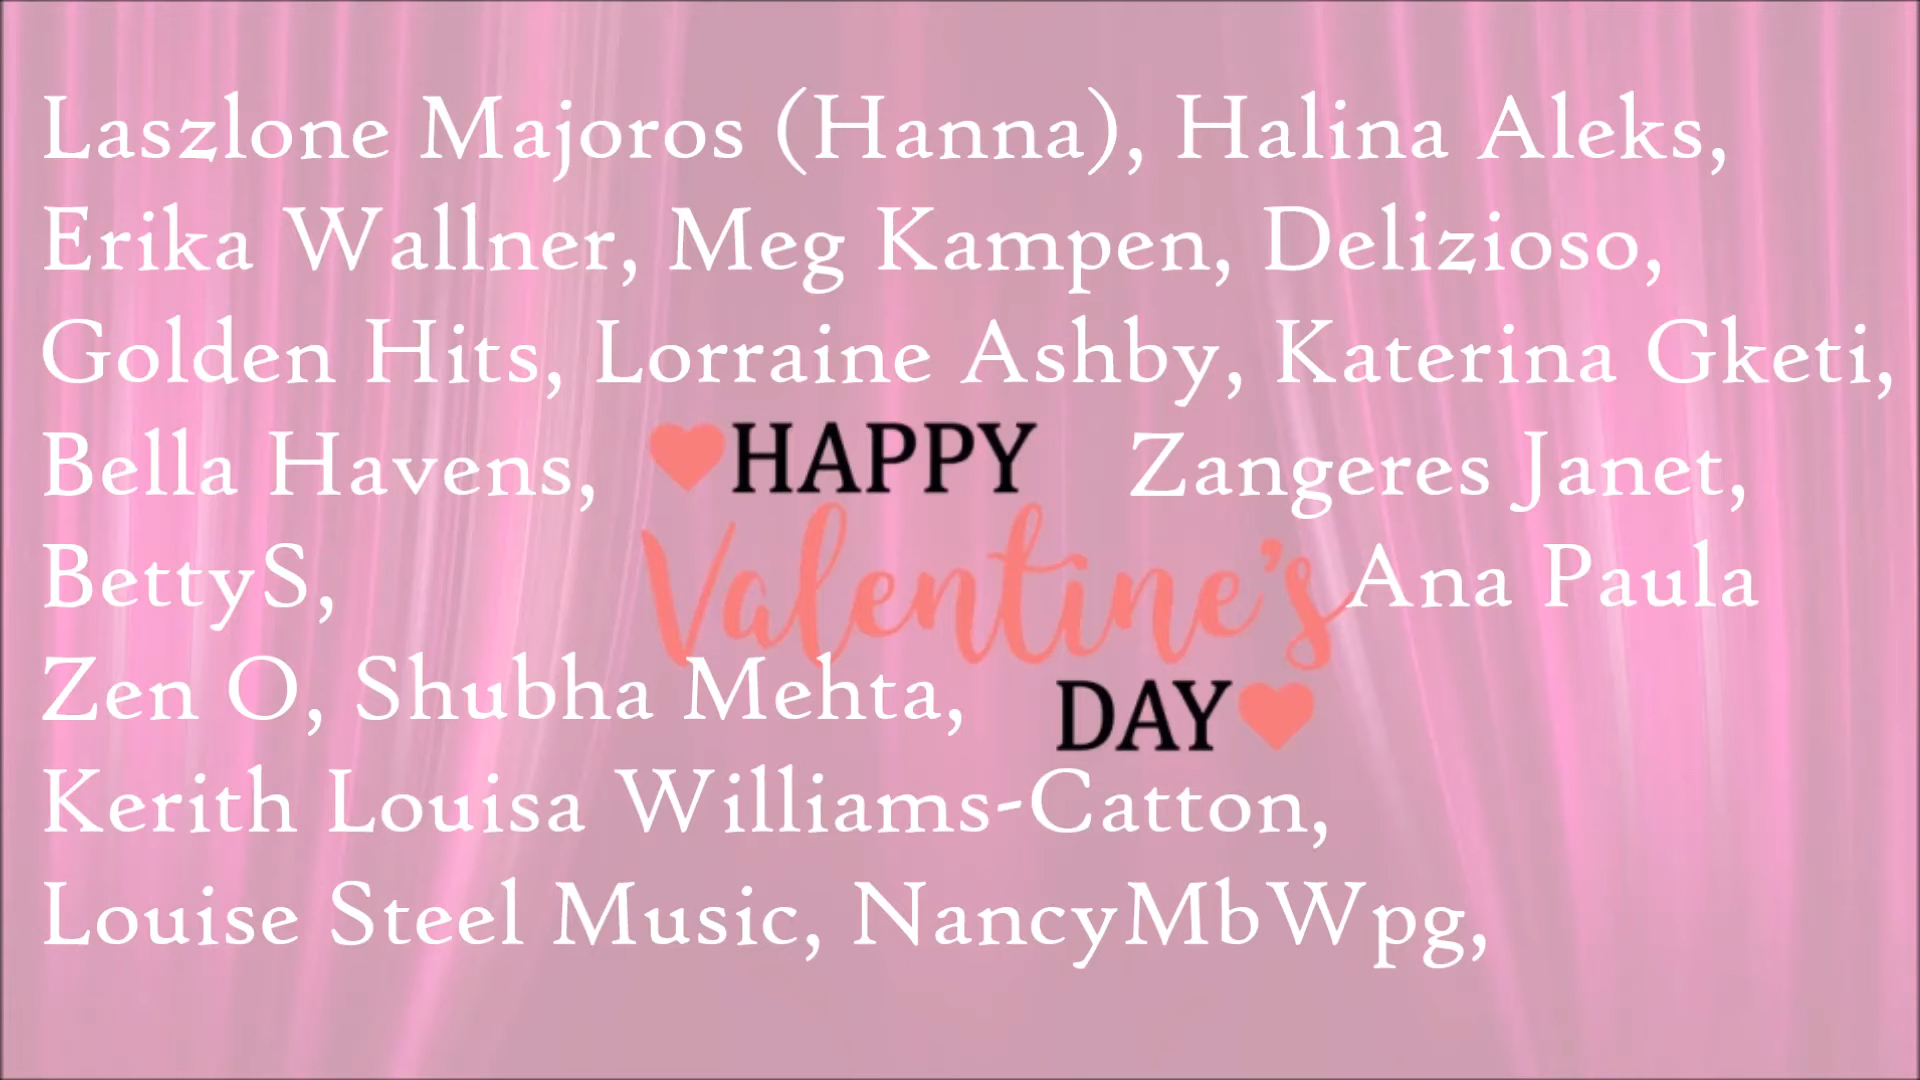 Laszlone Majoros (Hanna), Halina Aleks,
Erika Wallner, Meg Kampen, Delizioso,
Golden Hits, Lorraine Ashby, Katerina Gketi,
Bella Havens, Zangeres Janet,
BettyS, Ana Paula
Zen O, Shubha Mehta,
Kerith Louisa Williams-Catton,
Louise Steel Music, NancyMbWpg,
HAPPY
Valentine's
DAY